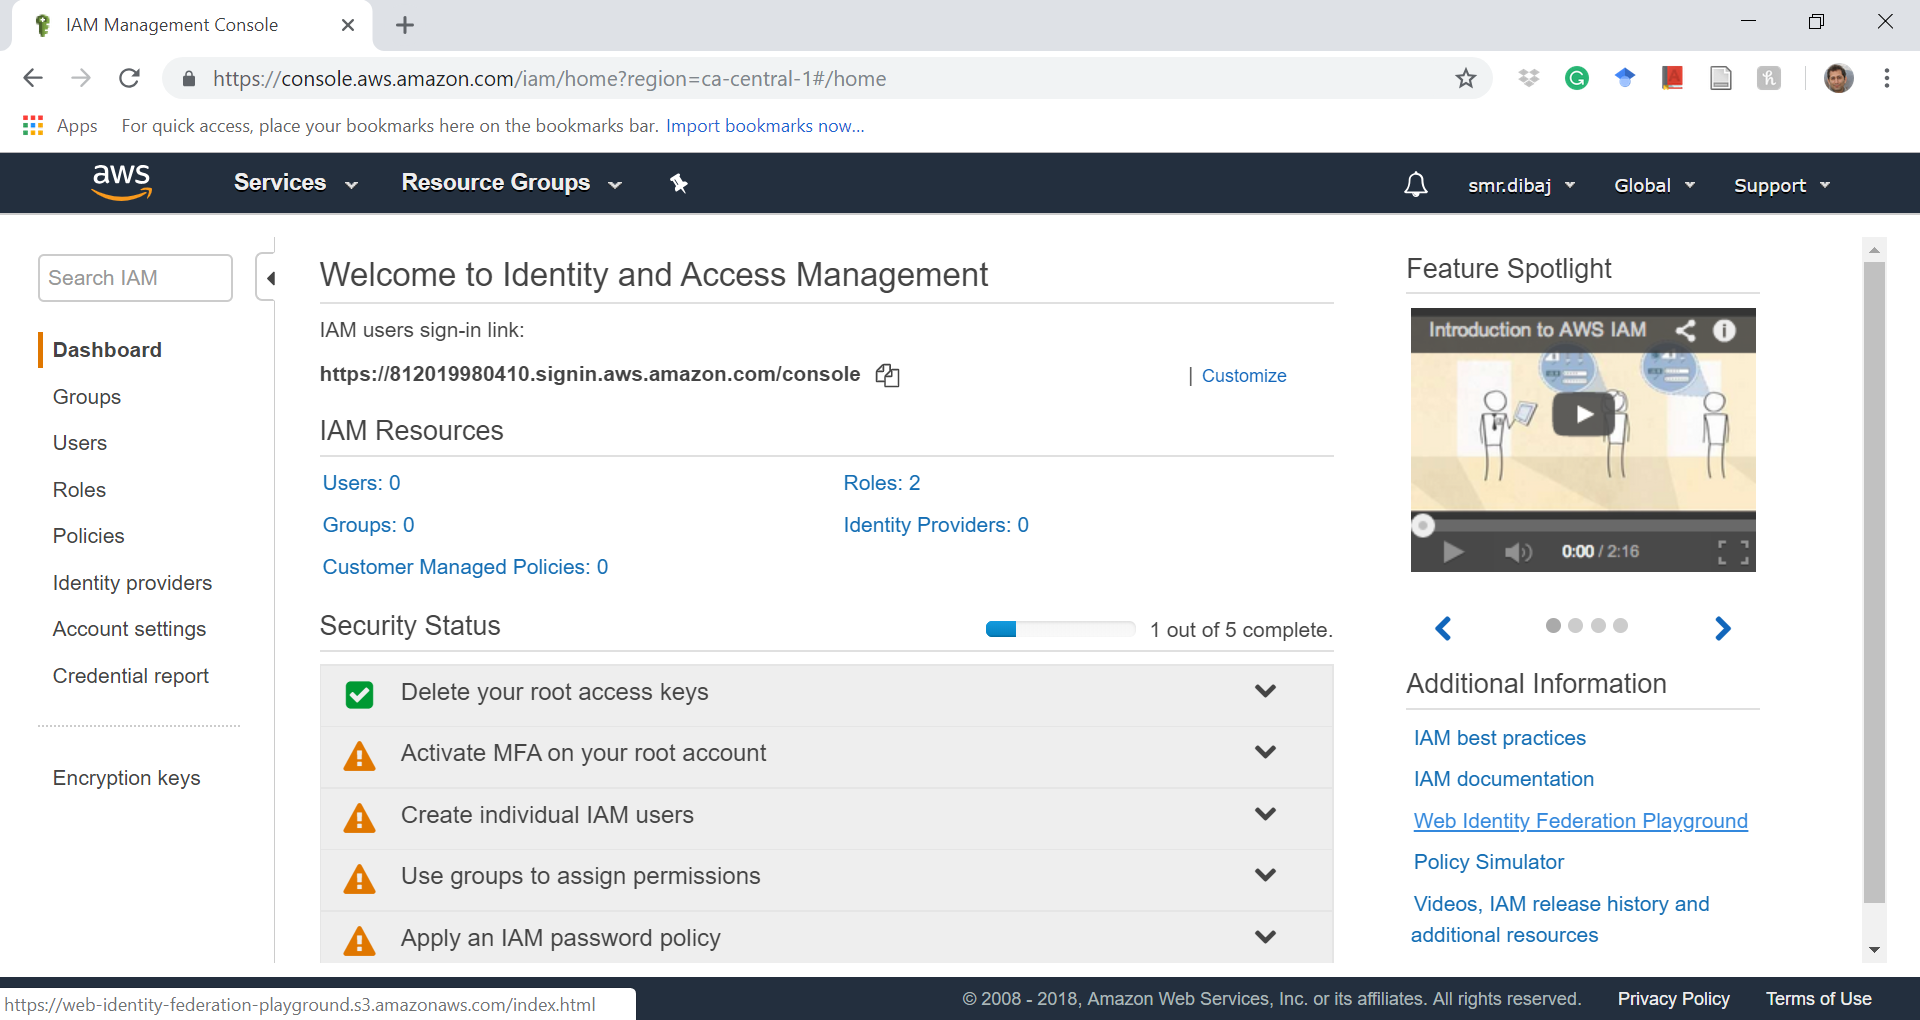 IAM Management Console
https://console.aws.amazon.com/iam/home?region=ca-central-1#/home
Apps For quick access, place your bookmarks here on the bookmarks bar. Import bookmarks now...
aws Services Resource Groups smr.dibaj Global Support
Search IAM
Dashboard
Groups
Users
Roles
Policies
Identity providers
Account settings
Credential report
Encryption keys
Welcome to Identity and Access Management
IAM users sign-in link:
https://812019980410.signin.aws.amazon.com/console | Customize
IAM Resources
Users: 0 Roles: 2
Groups: 0 Identity Providers: 0
Customer Managed Policies: 0
Security Status 1 out of 5 complete.
Delete your root access keys
Activate MFA on your root account
Create individual IAM users
Use groups to assign permissions
Apply an IAM password policy
Feature Spotlight
Introduction to AWS IAM
0:00 / 2:16
Additional Information
IAM best practices
IAM documentation
Web Identity Federation Playground
Policy Simulator
Videos, IAM release history and
additional resources
https://web-identity-federation-playground.s3.amazonaws.com/index.html
© 2008 - 2018, Amazon Web Services, Inc. or its affiliates. All rights reserved. Privacy Policy Terms of Use